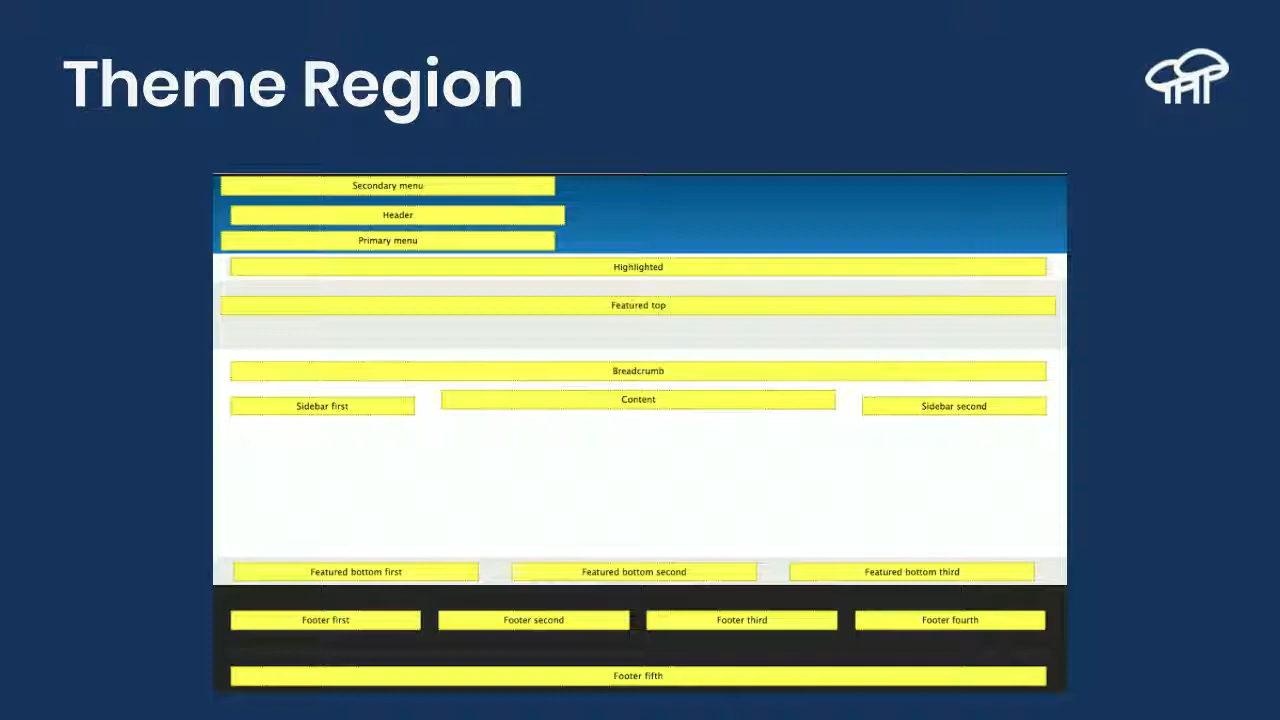 Theme Region
Secondary menu
Header
Primary menu
Highlighted
Featured top
Breadcrumb
Sidebar first
Content
Sidebar second
Featured bottom first
Featured bottom second
Featured bottom third
Footer first
Footer second
Footer third
Footer fourth
Footer fifth